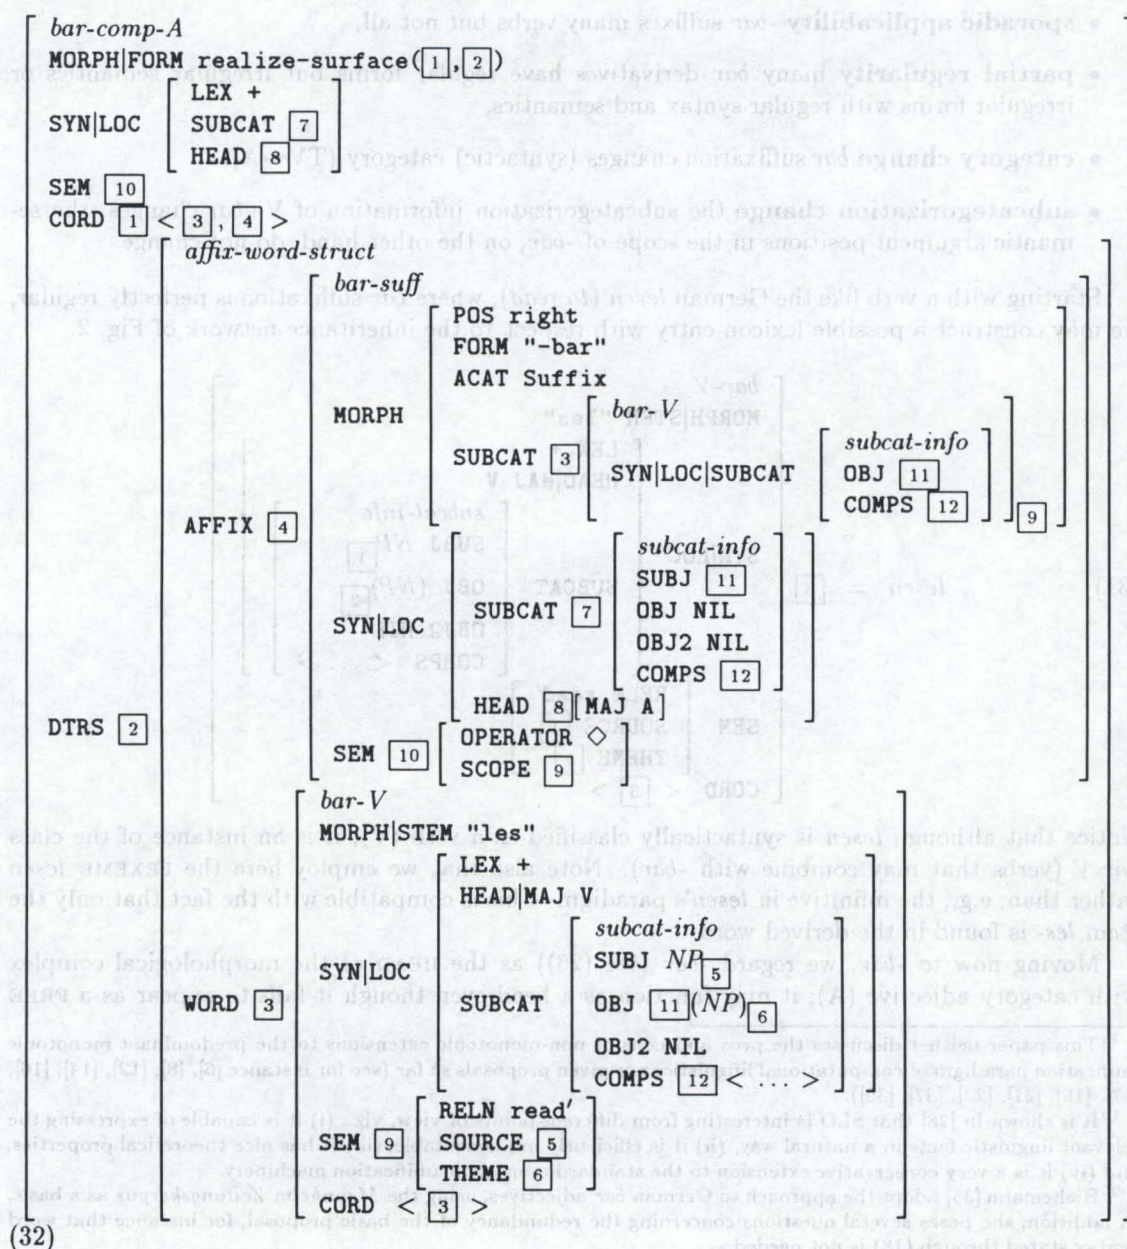 bar-comp-A
MORPH|FORM realize-surface( 1 , 2 )
LEX +
SYN|LOC SUBCAT 7
HEAD 8
SEM 10
CORD 1 < 3 , 4 >
affix-word-struct
bar-suff
POS right
FORM "-bar"
ACAT Suffix
MORPH
bar-V
SUBCAT 3 SYN|LOC|SUBCAT
subcat-info
OBJ 11
COMPS 12
9
AFFIX 4
subcat-info
SUBJ 11
SUBCAT 7
OBJ NIL
OBJ2 NIL
COMPS 12
SYN|LOC
HEAD 8 [MAJ A]
DTRS 2
SEM 10
OPERATOR ◇
SCOPE 9
bar-V
MORPH|STEM "les"
LEX +
HEAD|MAJ V
subcat-info
SYN|LOC
SUBJ NP 5
WORD 3
SUBCAT
OBJ 11 (NP) 6
OBJ2 NIL
COMPS 12 < ... >
RELN read′
SEM 9 SOURCE 5
THEME 6
CORD < 3 >
(32)